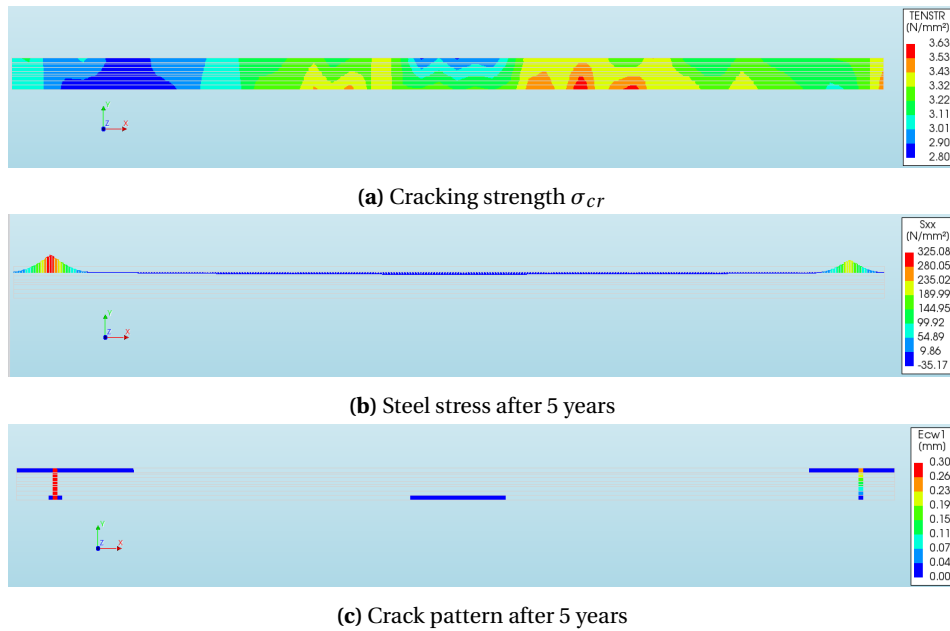 TENSTR
(N/mm²)
3.63
3.53
3.43
3.32
3.22
3.11
3.01
2.90
2.80
Y
Z
X
(a) Cracking strength σcr
Sxx
(N/mm²)
325.08
280.05
235.02
189.99
144.95
99.92
54.89
9.86
-35.17
Y
Z
X
(b) Steel stress after 5 years
Ecw1
(mm)
0.30
0.26
0.23
0.19
0.15
0.11
0.07
0.04
0.00
Y
Z
X
(c) Crack pattern after 5 years